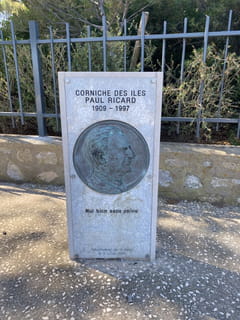 CORNICHE DES ILES
PAUL RICARD
1909 - 1997
Nul bien sans peine